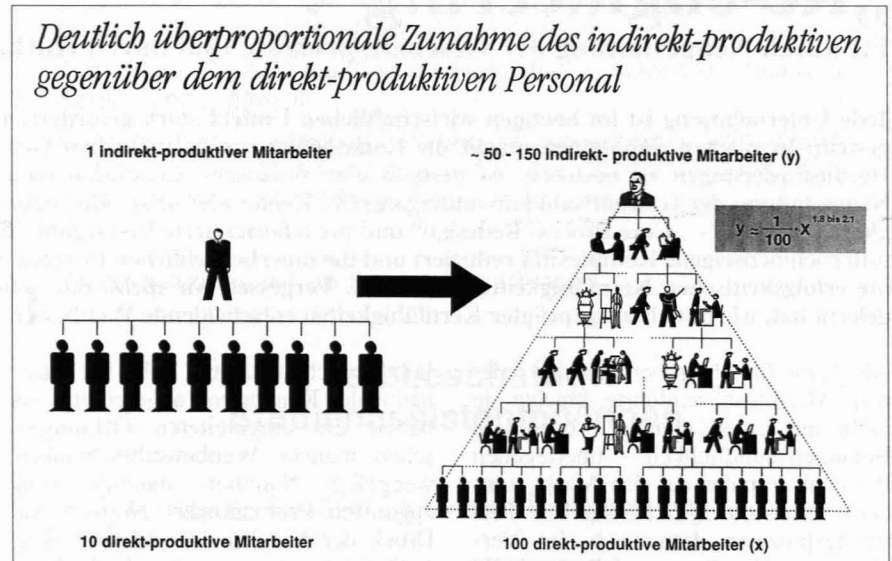 Deutlich überproportionale Zunahme des indirekt-produktiven
gegenüber dem direkt-produktiven Personal
1 indirekt-produktiver Mitarbeiter
~ 50 - 150 indirekt- produktive Mitarbeiter (y)
y ≈ 1/100 · X 1.8 bis 2.1
10 direkt-produktive Mitarbeiter
100 direkt-produktive Mitarbeiter (x)